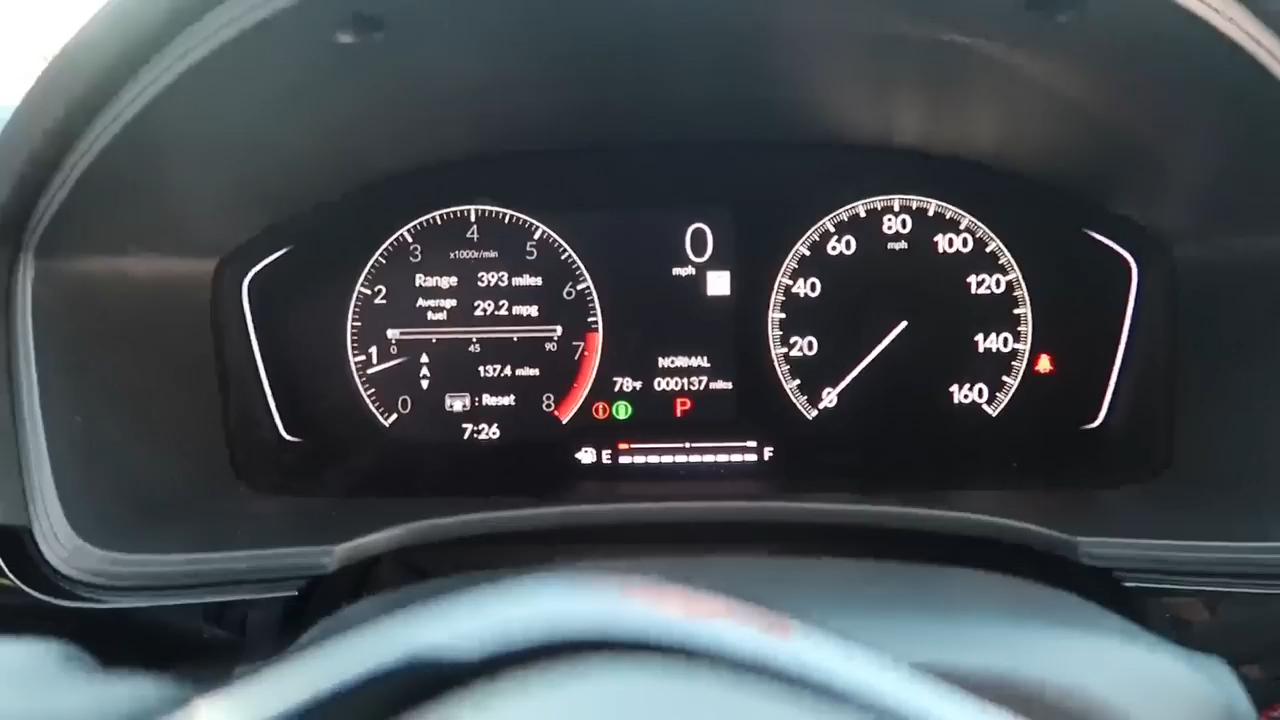 0 1 2 3 4 5 6 7 8
x1000r/min
Range 393 miles
Average fuel 29.2 mpg
0 45 90
A 137.4 miles
: Reset
7:26
0
mph
NORMAL
78°F 000137 miles
P
E F
0 20 40 60 80 100 120 140 160
mph